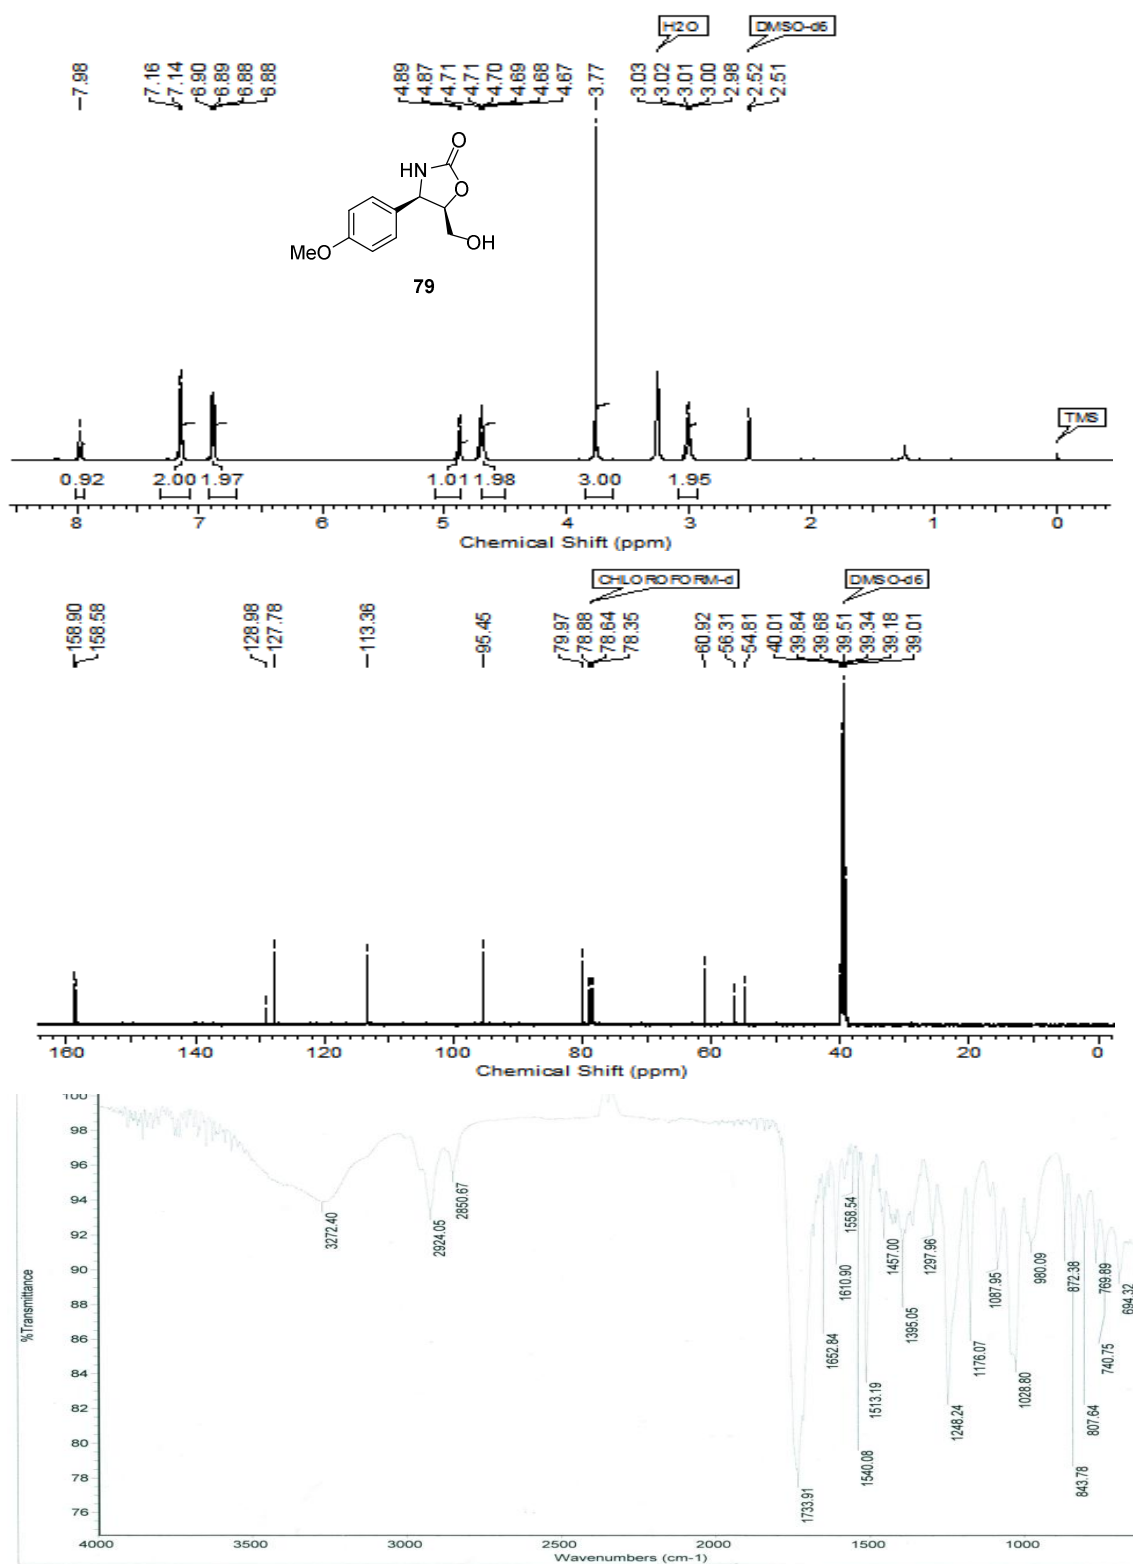 H2O DMSO-d6
7.98 7.16 7.14 6.90 6.89 6.88 6.88 4.89 4.87 4.71 4.71 4.70 4.69 4.68 4.67 3.77 3.03 3.02 3.01 3.00 2.98 2.52 2.51
O
HN
O
OH
MeO
79
TMS
0.92 2.00 1.97 1.01 1.98 3.00 1.95
8 7 6 5 4 3 2 1 0
Chemical Shift (ppm)
CHLOROFORM-d DMSO-d6
158.90 158.58 128.98 127.78 113.36 95.45 79.97 78.88 78.64 78.35 60.92 56.31 54.81 40.01 39.84 39.68 39.51 39.34 39.18 39.01
160 140 120 100 80 60 40 20 0
Chemical Shift (ppm)
100
98
96
94
92
90
88
86
84
82
80
78
76
%Transmittance
3272.40 2924.05 2850.67 1733.91 1652.84 1610.90 1558.54 1540.08 1513.19 1457.00 1395.05 1297.96 1248.24 1176.07 1087.95 1028.80 980.09 872.38 843.78 807.64 769.89 740.75 694.32
4000 3500 3000 2500 2000 1500 1000
Wavenumbers (cm-1)